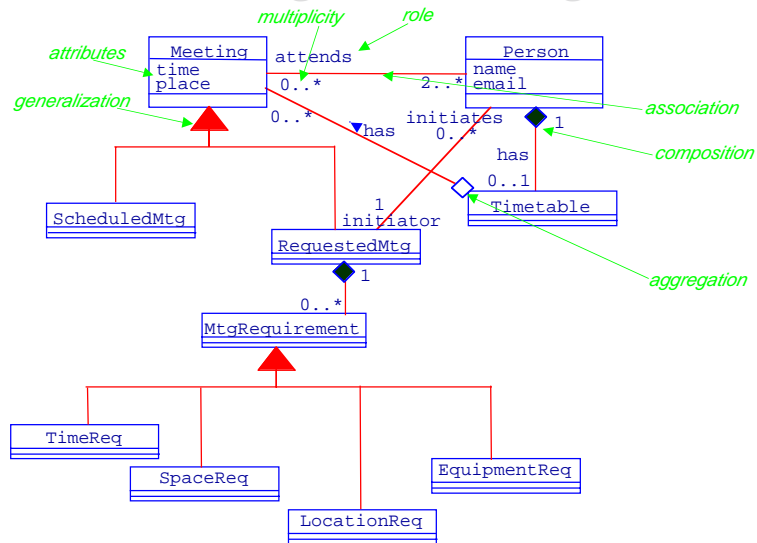 multiplicity
role
attributes
Meeting
attends
Person
time
place
0..*
2..*
name
email
generalization
association
0..*
has
initiates
0..*
1
composition
has
0..1
ScheduledMtg
1
initiator
Timetable
RequestedMtg
aggregation
1
0..*
MtgRequirement
TimeReq
SpaceReq
EquipmentReq
LocationReq